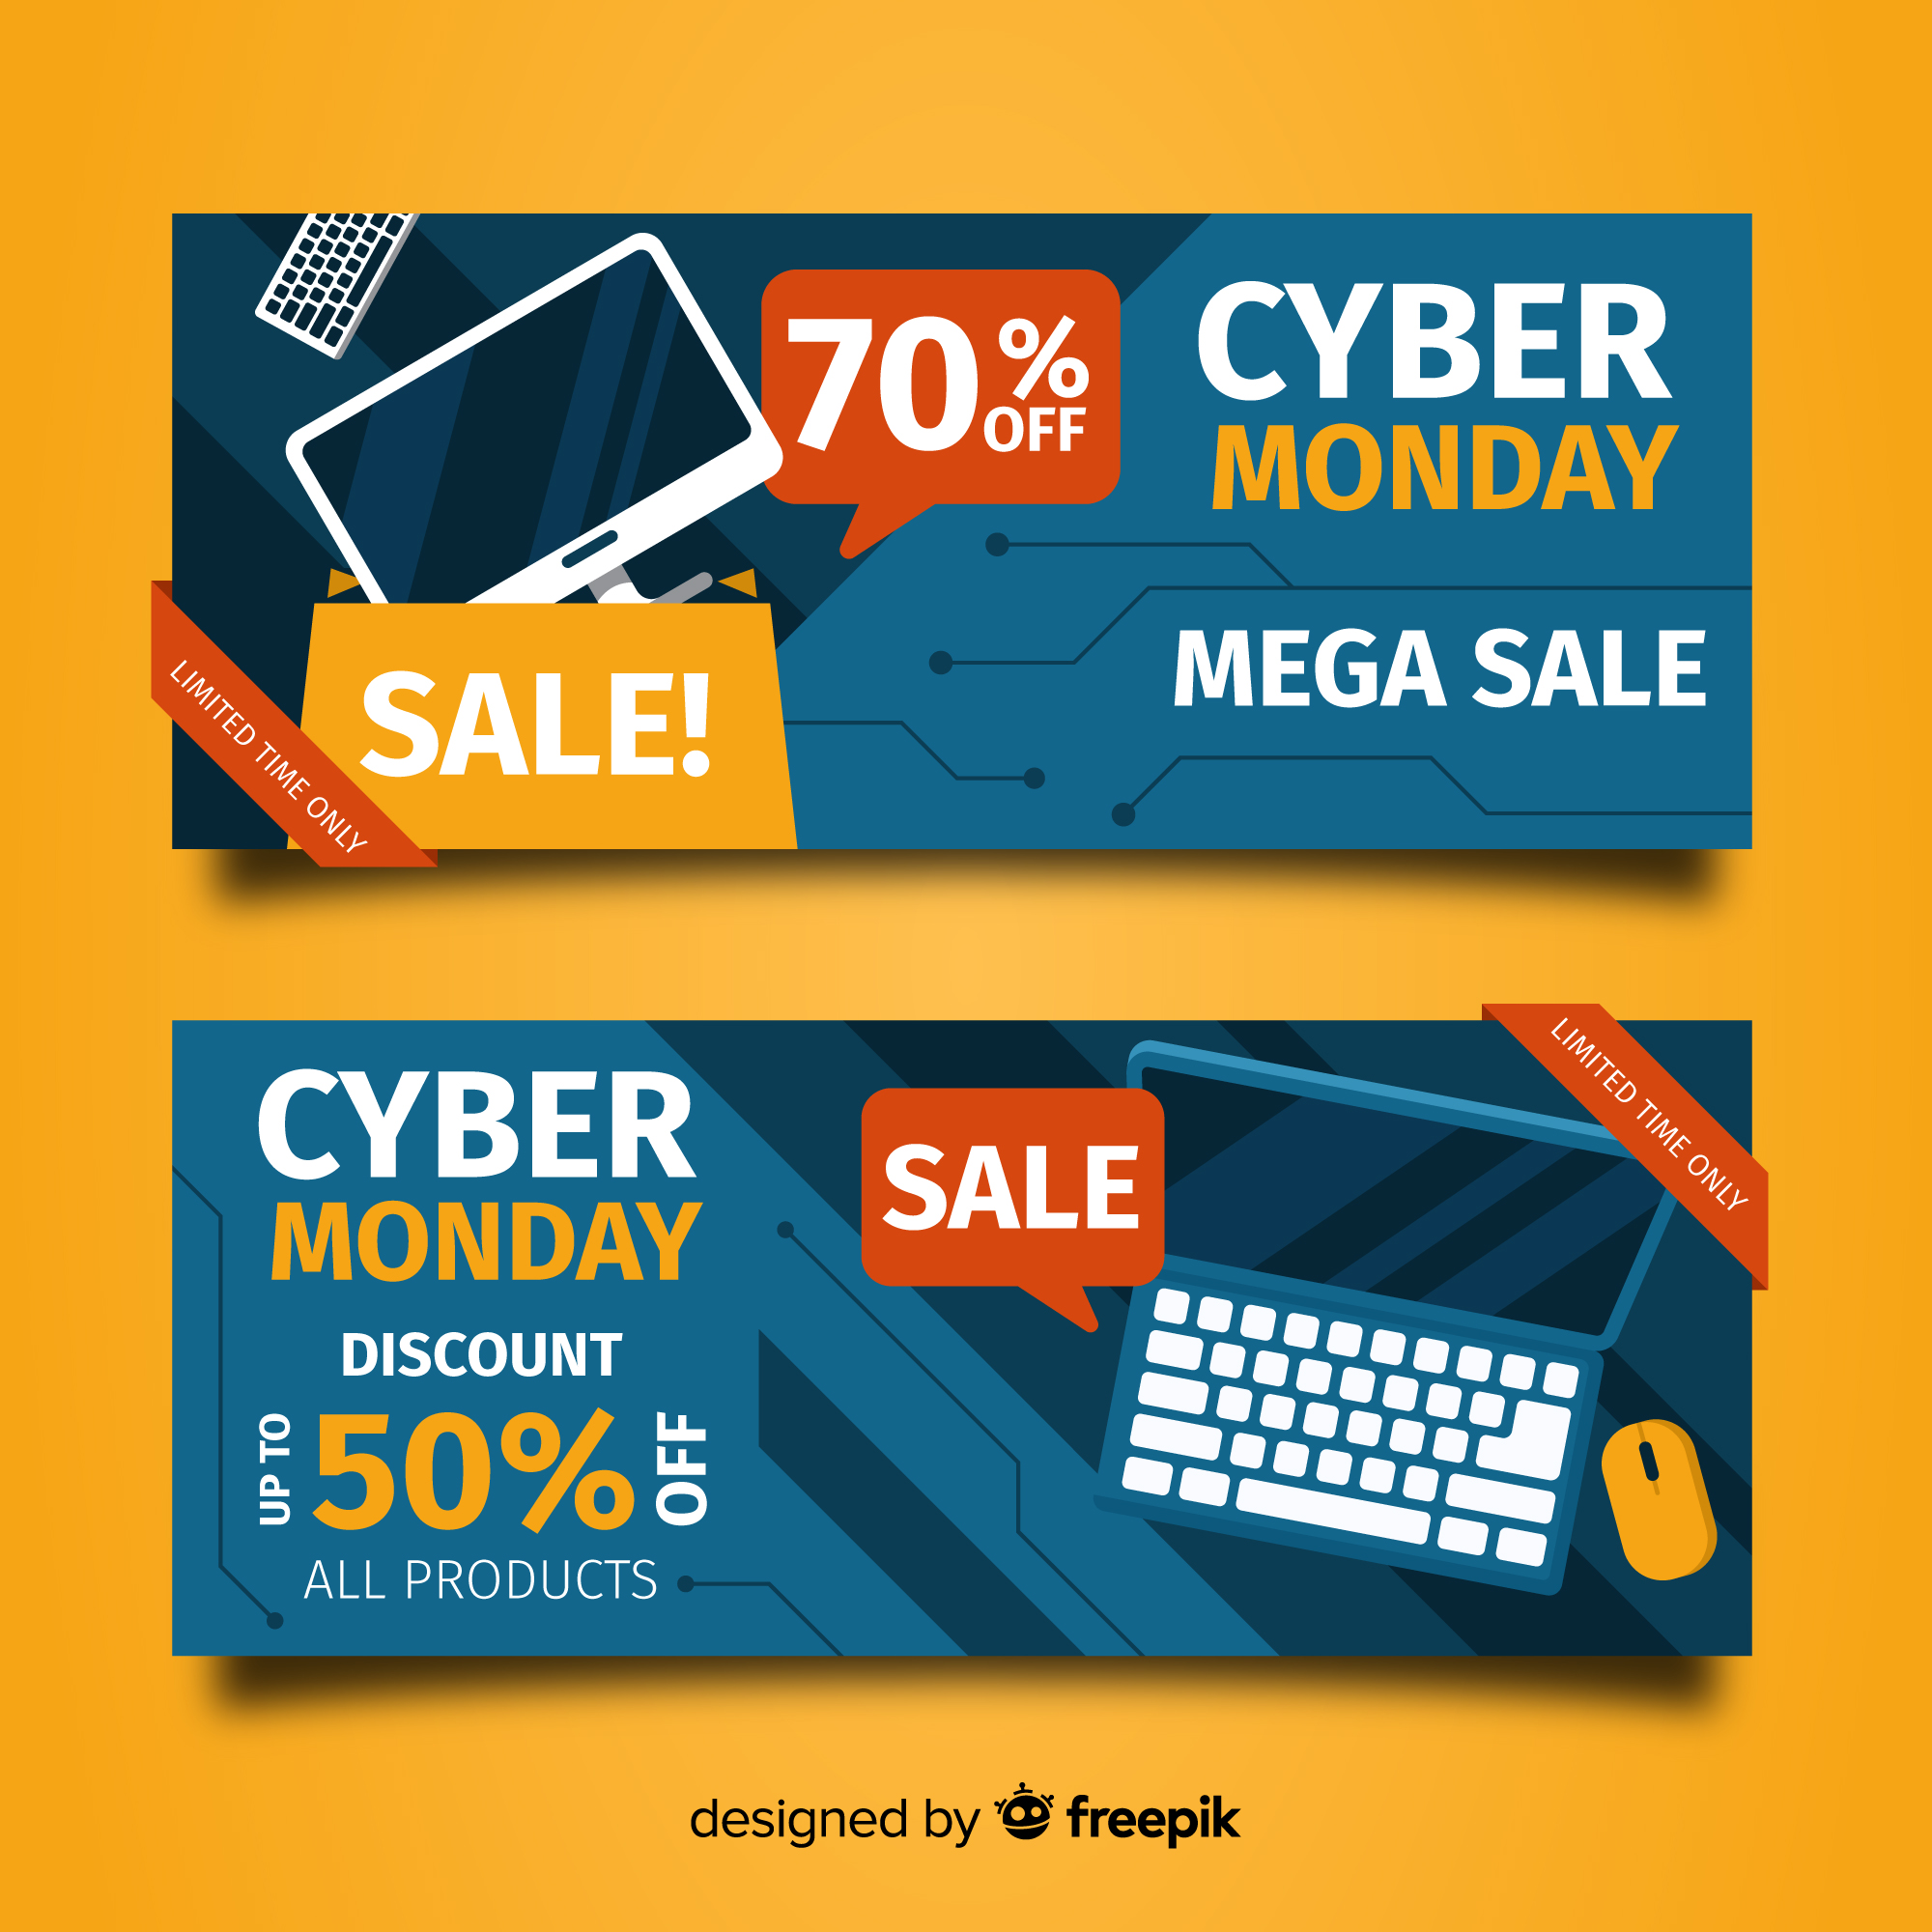 70%
OFF
CYBER
MONDAY
MEGA SALE
SALE!
LIMITED TIME ONLY
CYBER
MONDAY
DISCOUNT
UP TO
50%
OFF
ALL PRODUCTS
SALE
LIMITED TIME ONLY
designed by freepik